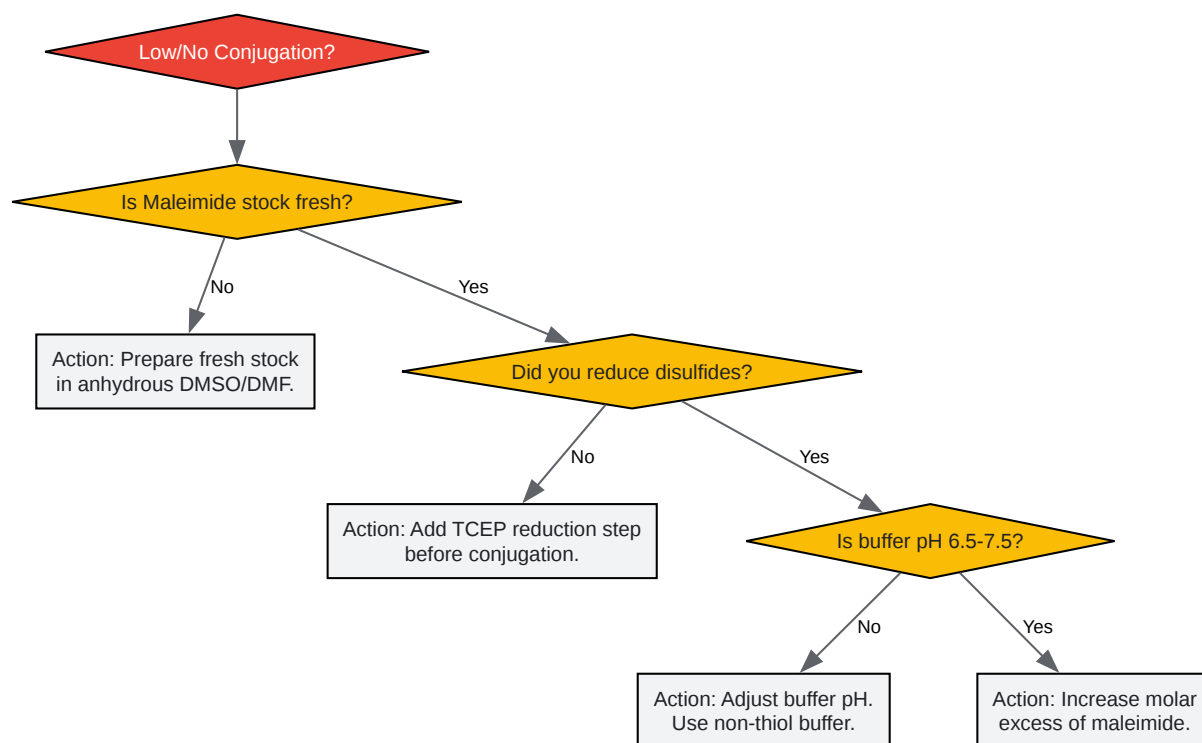 Low/No Conjugation?
Is Maleimide stock fresh?
No
Yes
Action: Prepare fresh stock
in anhydrous DMSO/DMF.
Did you reduce disulfides?
No
Yes
Action: Add TCEP reduction step
before conjugation.
Is buffer pH 6.5-7.5?
No
Yes
Action: Adjust buffer pH.
Use non-thiol buffer.
Action: Increase molar
excess of maleimide.